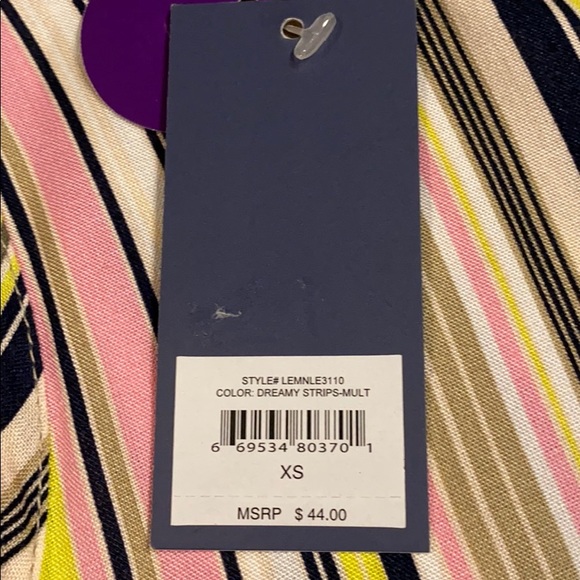 STYLE# LEMNLE3110
COLOR: DREAMY STRIPS-MULT
6 69534 80370 1
XS
MSRP $ 44.00